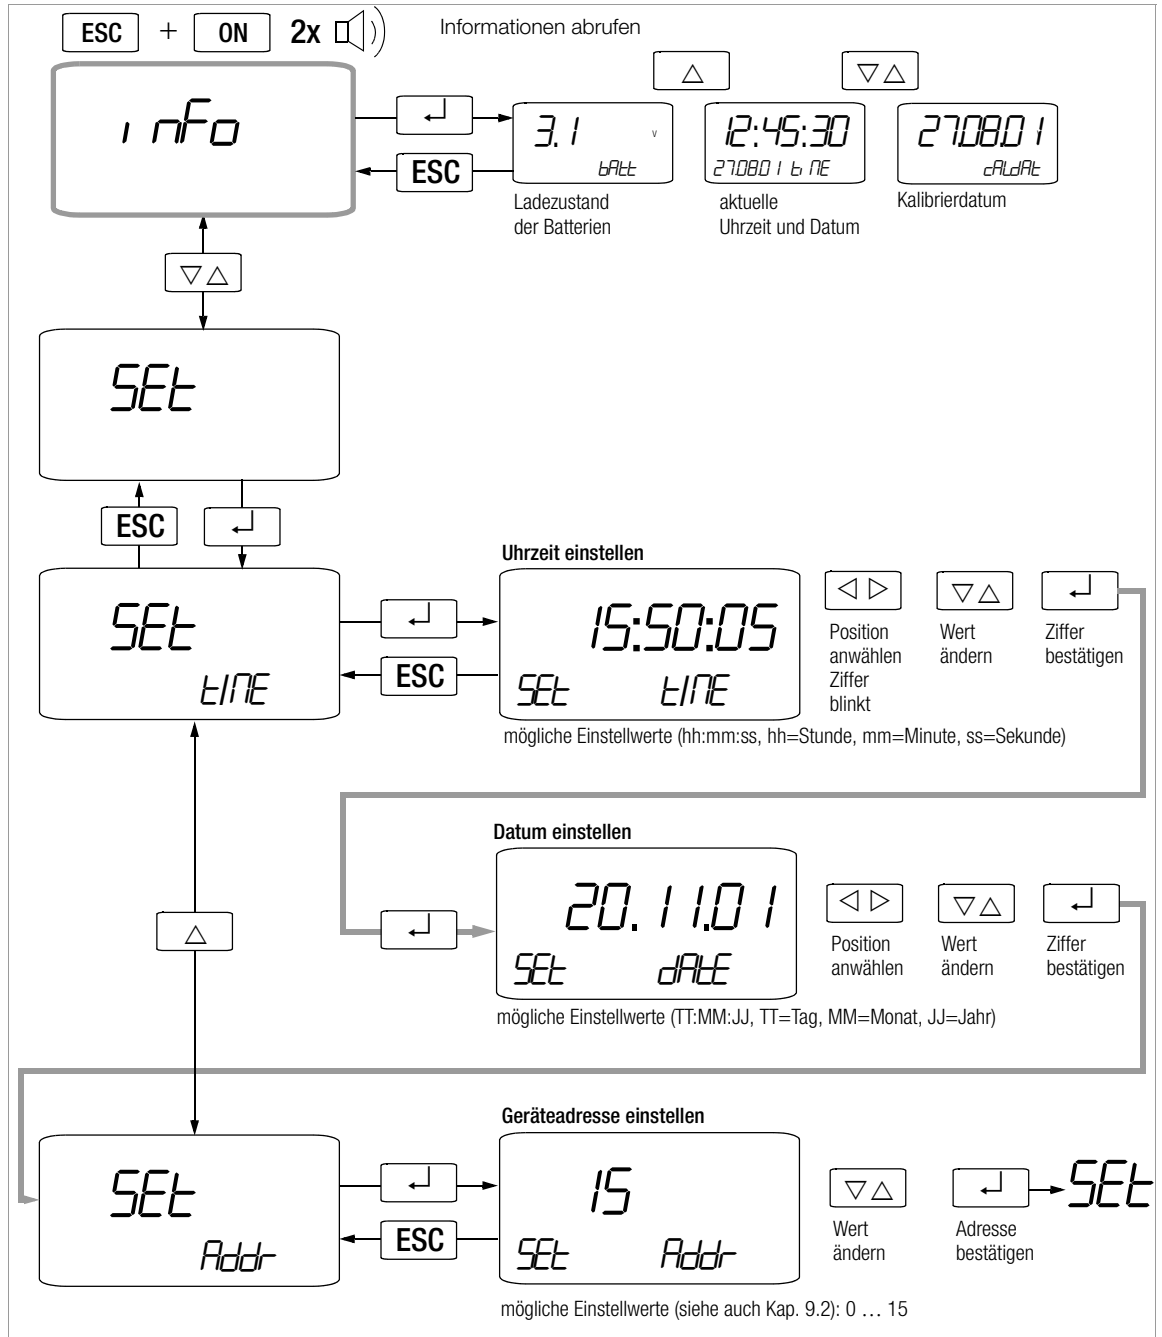 ESC + ON 2x Informationen abrufen
inFo
ESC
3.1 V
bAtt
Ladezustand
der Batterien
12:45:30
27.08.01 tiME
aktuelle
Uhrzeit und Datum
27.08.01
cALdAt
Kalibrierdatum
SEt
ESC
SEt
tIME
ESC
Uhrzeit einstellen
15:50:05
SEt tIME
Position
anwählen
Ziffer
blinkt
Wert
ändern
Ziffer
bestätigen
mögliche Einstellwerte (hh:mm:ss, hh=Stunde, mm=Minute, ss=Sekunde)
Datum einstellen
20.11.01
SEt dAtE
Position
anwählen
Wert
ändern
Ziffer
bestätigen
mögliche Einstellwerte (TT:MM:JJ, TT=Tag, MM=Monat, JJ=Jahr)
SEt
Addr
ESC
Geräteadresse einstellen
15
SEt Addr
Wert
ändern
Adresse
bestätigen
SEt
mögliche Einstellwerte (siehe auch Kap. 9.2): 0 … 15